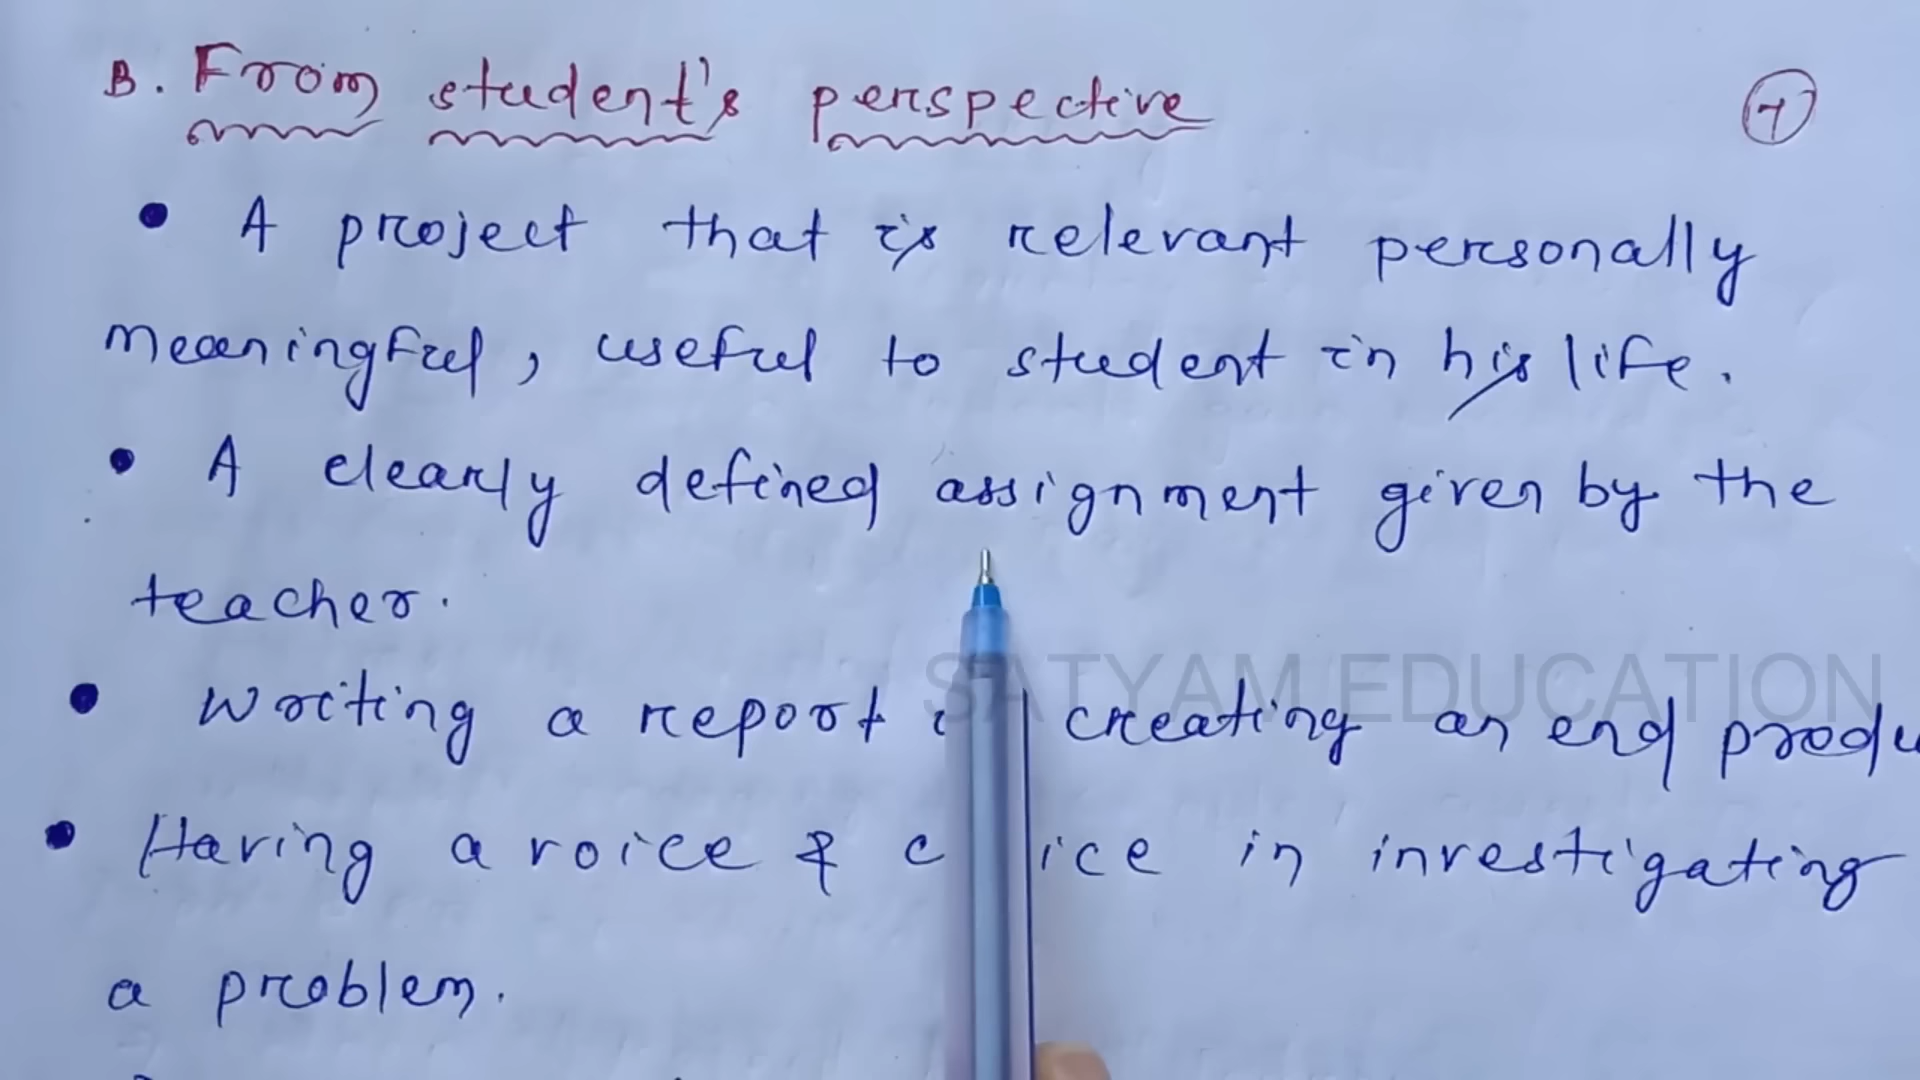 B. From student's perspective 7
• A project that is relevant personally
meaningful, useful to student in his life.
• A clearly defined assignment given by the
teacher.
SATYAM EDUCATION
• Writing a report creating an end produ
• Having a voice & c ice in investigating
a problem.